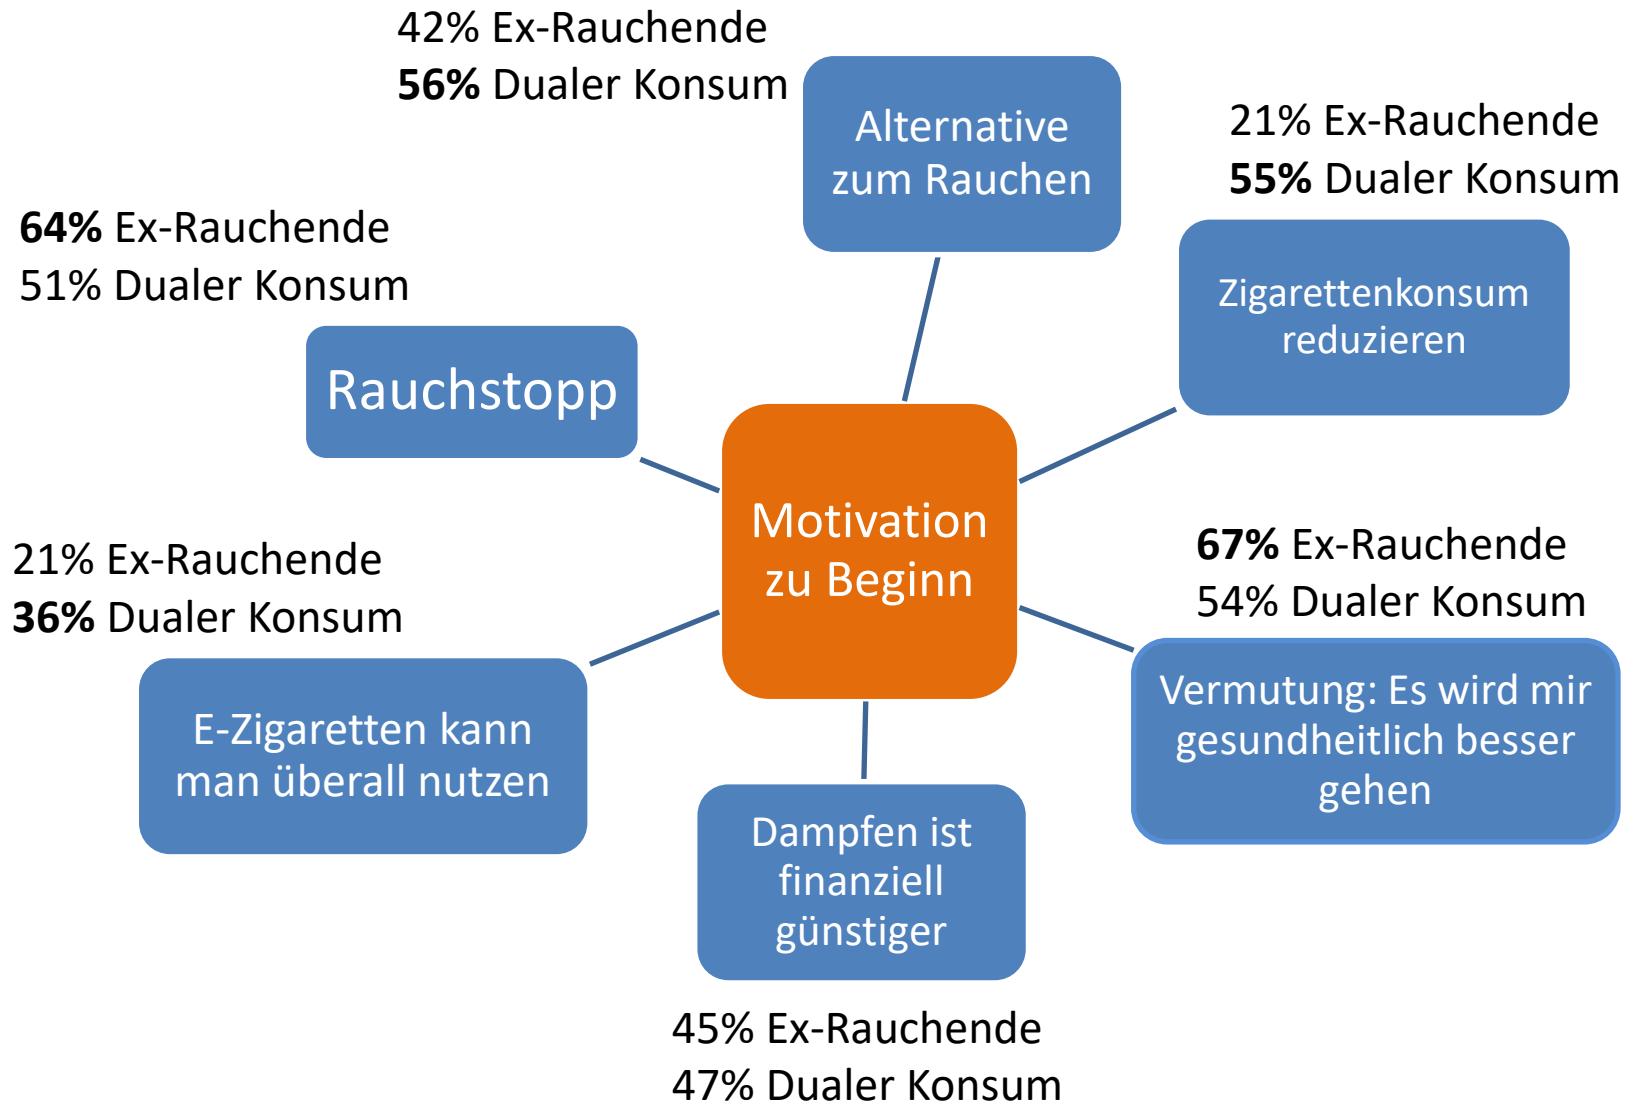 42% Ex-Rauchende
56% Dualer Konsum
Alternative
zum Rauchen
21% Ex-Rauchende
55% Dualer Konsum
Zigarettenkonsum
reduzieren
64% Ex-Rauchende
51% Dualer Konsum
Rauchstopp
Motivation
zu Beginn
67% Ex-Rauchende
54% Dualer Konsum
Vermutung: Es wird mir
gesundheitlich besser
gehen
21% Ex-Rauchende
36% Dualer Konsum
E-Zigaretten kann
man überall nutzen
Dampfen ist
finanziell
günstiger
45% Ex-Rauchende
47% Dualer Konsum